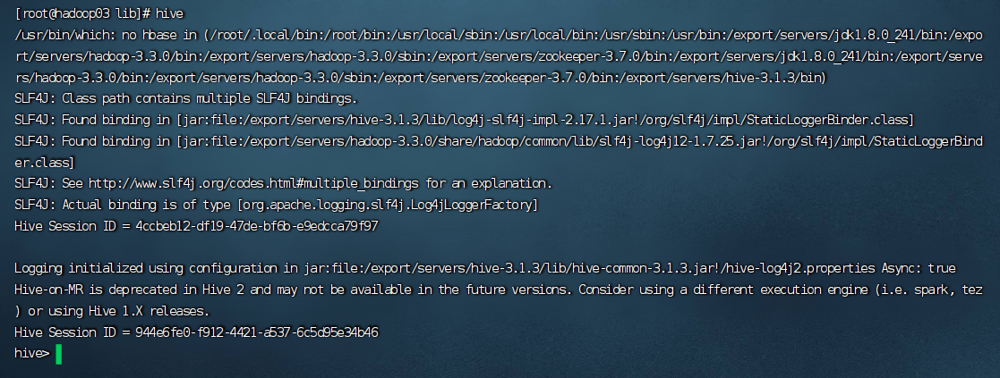 [root@hadoop03 lib]# hive
/usr/bin/which: no hbase in (/root/.local/bin:/root/bin:/usr/local/sbin:/usr/local/bin:/usr/sbin:/usr/bin:/export/servers/jdk1.8.0_241/bin:/expo
rt/servers/hadoop-3.3.0/bin:/export/servers/hadoop-3.3.0/sbin:/export/servers/zookeeper-3.7.0/bin:/export/servers/jdk1.8.0_241/bin:/export/serve
rs/hadoop-3.3.0/bin:/export/servers/hadoop-3.3.0/sbin:/export/servers/zookeeper-3.7.0/bin:/export/servers/hive-3.1.3/bin)
SLF4J: Class path contains multiple SLF4J bindings.
SLF4J: Found binding in [jar:file:/export/servers/hive-3.1.3/lib/log4j-slf4j-impl-2.17.1.jar!/org/slf4j/impl/StaticLoggerBinder.class]
SLF4J: Found binding in [jar:file:/export/servers/hadoop-3.3.0/share/hadoop/common/lib/slf4j-log4j12-1.7.25.jar!/org/slf4j/impl/StaticLoggerBind
er.class]
SLF4J: See http://www.slf4j.org/codes.html#multiple_bindings for an explanation.
SLF4J: Actual binding is of type [org.apache.logging.slf4j.Log4jLoggerFactory]
Hive Session ID = 4ccbeb12-df19-47de-bf6b-e9edcca79f97
Logging initialized using configuration in jar:file:/export/servers/hive-3.1.3/lib/hive-common-3.1.3.jar!/hive-log4j2.properties Async: true
Hive-on-MR is deprecated in Hive 2 and may not be available in the future versions. Consider using a different execution engine (i.e. spark, tez
) or using Hive 1.X releases.
Hive Session ID = 944e6fe0-f912-4421-a537-6c5d95e34b46
hive>